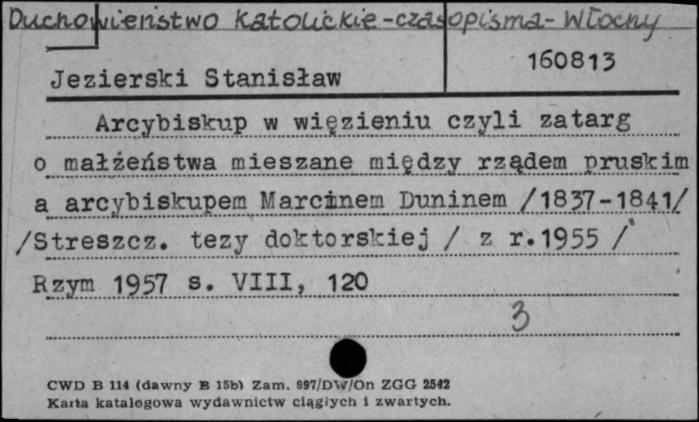 Duchowieństwo katolickie-czasopisma-Włochy
160813
Jezierski Stanisław
Arcybiskup w więzieniu czyli zatarg
o małżeństwa mieszane między rządem pruskim
a arcybiskupem Marcinem Duninem /1837-1841/
/Streszcz. tezy doktorskiej / z r.1955 /
Rzym 1957 s. VIII, 120
3
CWD B 114 (dawny B 15b) Zam. 897/DW/On ZGG 2542
Karta katalogowa wydawnictw ciągłych i zwartych.